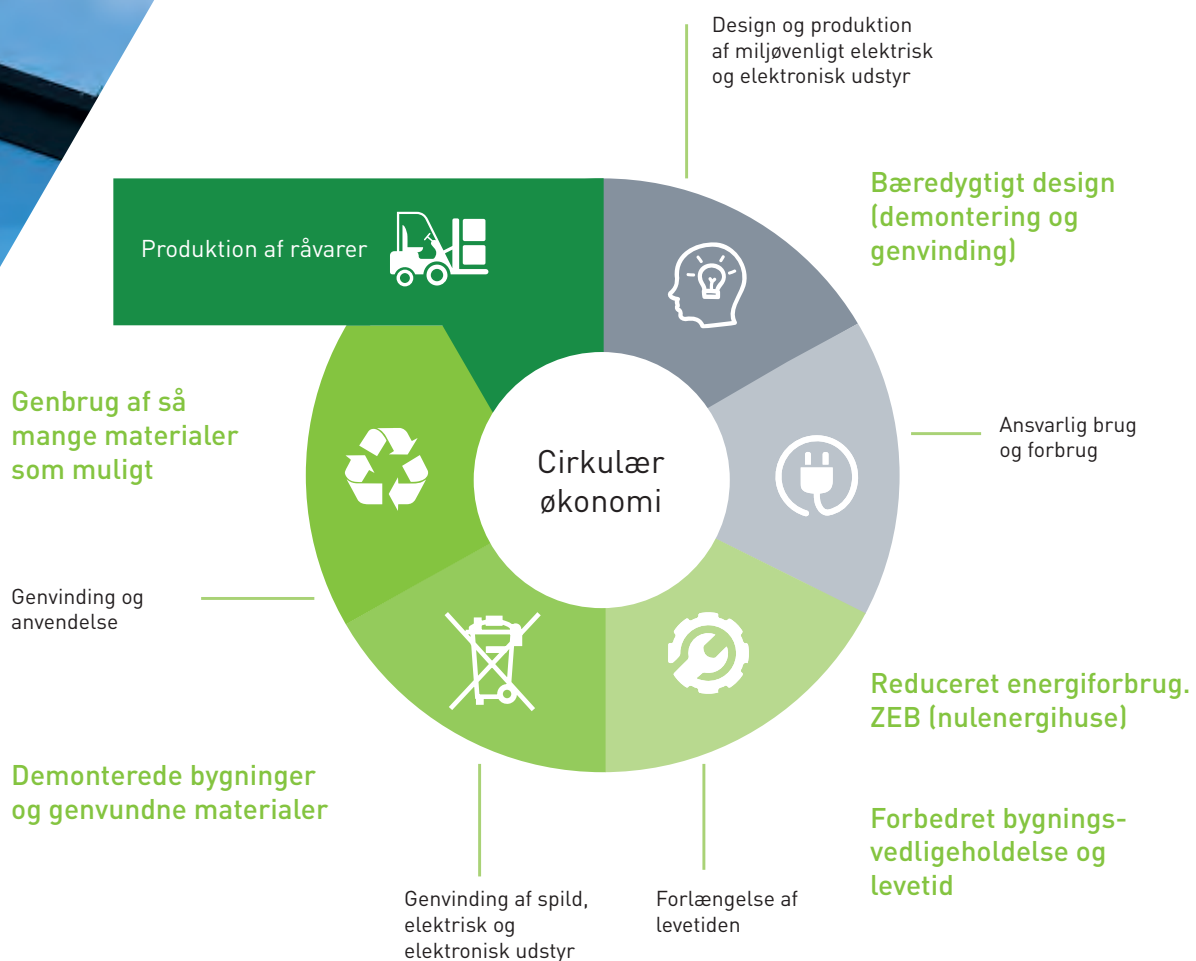 Design og produktion
af miljøvenligt elektrisk
og elektronisk udstyr
Bæredygtigt design
(demontering og
genvinding)
Produktion af råvarer
Genbrug af så
mange materialer
som muligt
Ansvarlig brug
og forbrug
Cirkulær
økonomi
Genvinding og
anvendelse
Reduceret energiforbrug.
ZEB (nulenergihuse)
Demonterede bygninger
og genvundne materialer
Forbedret bygnings-
vedligeholdelse og
levetid
Genvinding af spild,
elektrisk og
elektronisk udstyr
Forlængelse af
levetiden